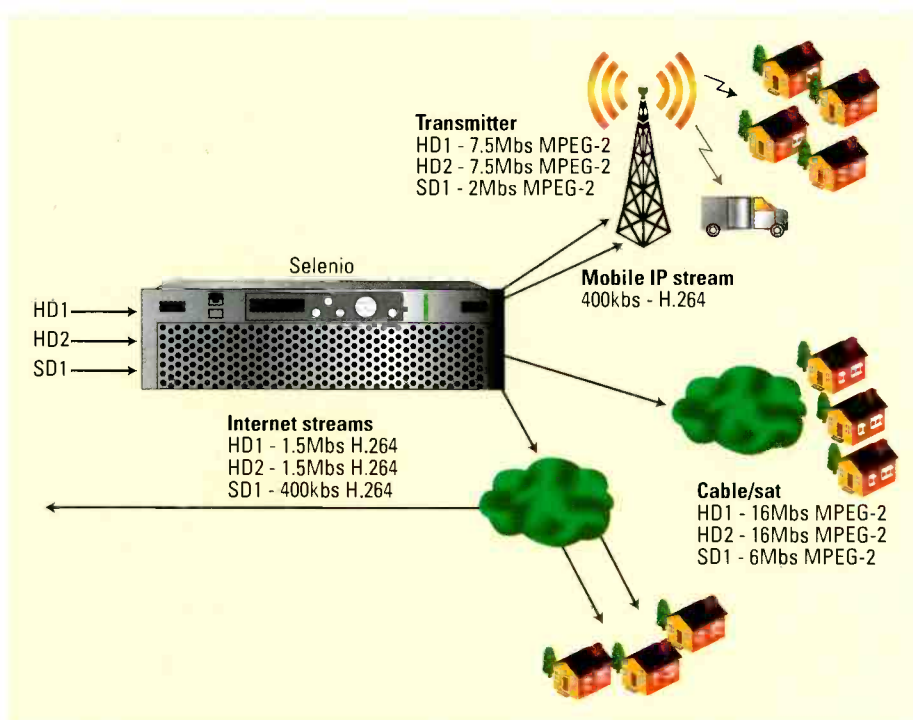 Transmitter
HD1 - 7.5Mbs MPEG-2
HD2 - 7.5Mbs MPEG-2
SD1 - 2Mbs MPEG-2
Selenio
Mobile IP stream
400kbs - H.264
HD1
HD2
SD1
Internet streams
HD1 - 1.5Mbs H.264
HD2 - 1.5Mbs H.264
SD1 - 400kbs H.264
Cable/sat
HD1 - 16Mbs MPEG-2
HD2 - 16Mbs MPEG-2
SD1 - 6Mbs MPEG-2